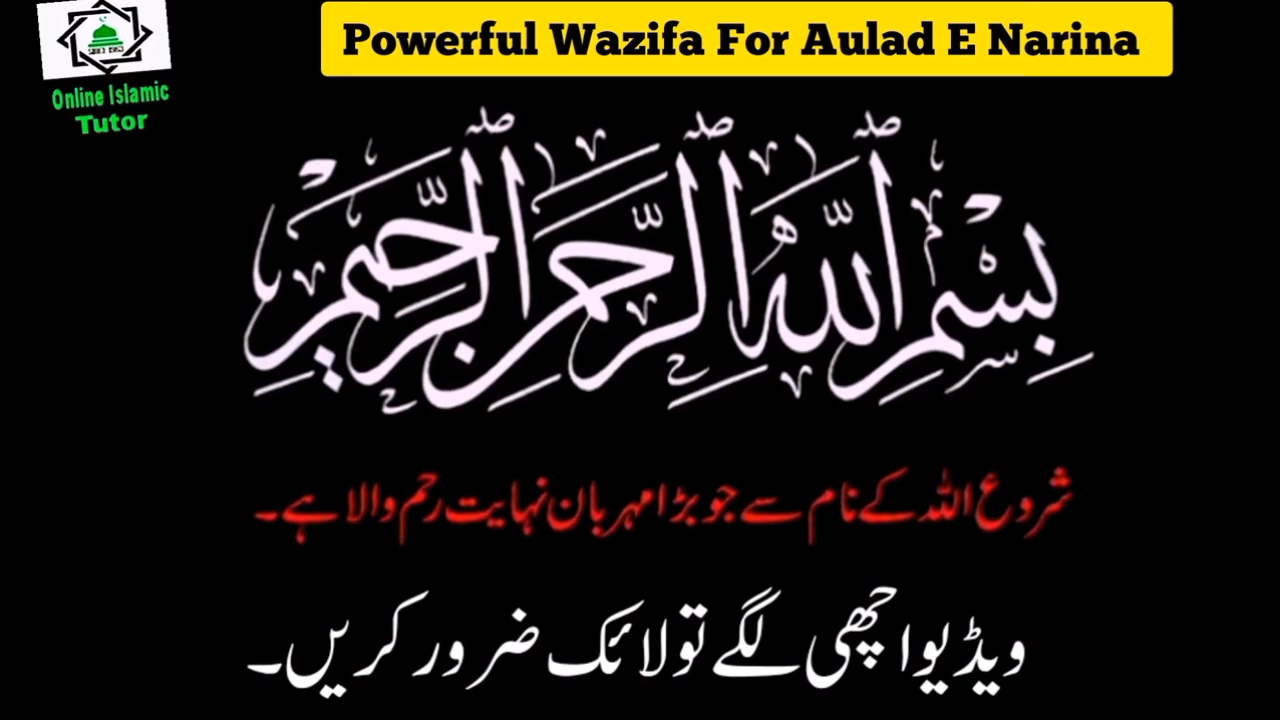 Powerful Wazifa For Aulad E Narina
Online Islamic
Tutor
بِسْمِ اللّٰهِ الرَّحْمٰنِ الرَّحِيْمِ
شروع اللہ کے نام سے جو بڑا مہربان نہایت رحم والا ہے۔
ویڈیو اچھی لگے تو لائک ضرور کریں۔